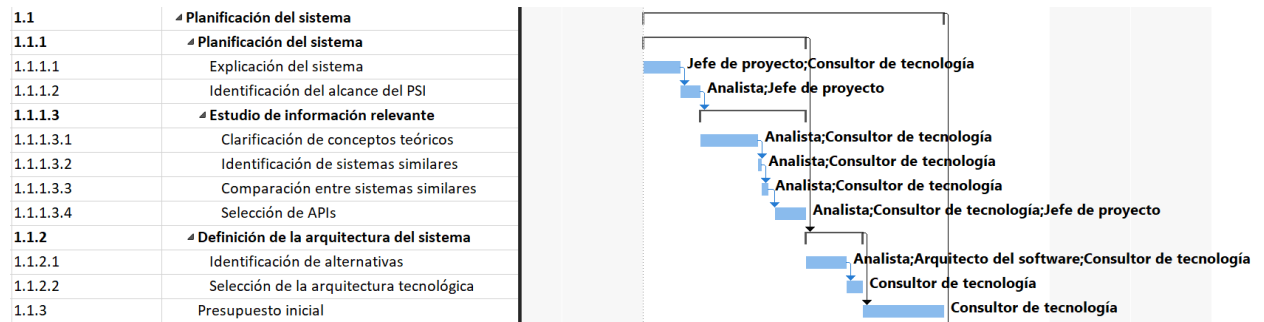 1.1 Planificación del sistema
1.1.1 Planificación del sistema
1.1.1.1 Explicación del sistema Jefe de proyecto;Consultor de tecnología
1.1.1.2 Identificación del alcance del PSI Analista;Jefe de proyecto
1.1.1.3 Estudio de información relevante
1.1.1.3.1 Clarificación de conceptos teóricos Analista;Consultor de tecnología
1.1.1.3.2 Identificación de sistemas similares Analista;Consultor de tecnología
1.1.1.3.3 Comparación entre sistemas similares Analista;Consultor de tecnología
1.1.1.3.4 Selección de APIs Analista;Consultor de tecnología;Jefe de proyecto
1.1.2 Definición de la arquitectura del sistema
1.1.2.1 Identificación de alternativas Analista;Arquitecto del software;Consultor de tecnología
1.1.2.2 Selección de la arquitectura tecnológica Consultor de tecnología
1.1.3 Presupuesto inicial Consultor de tecnología